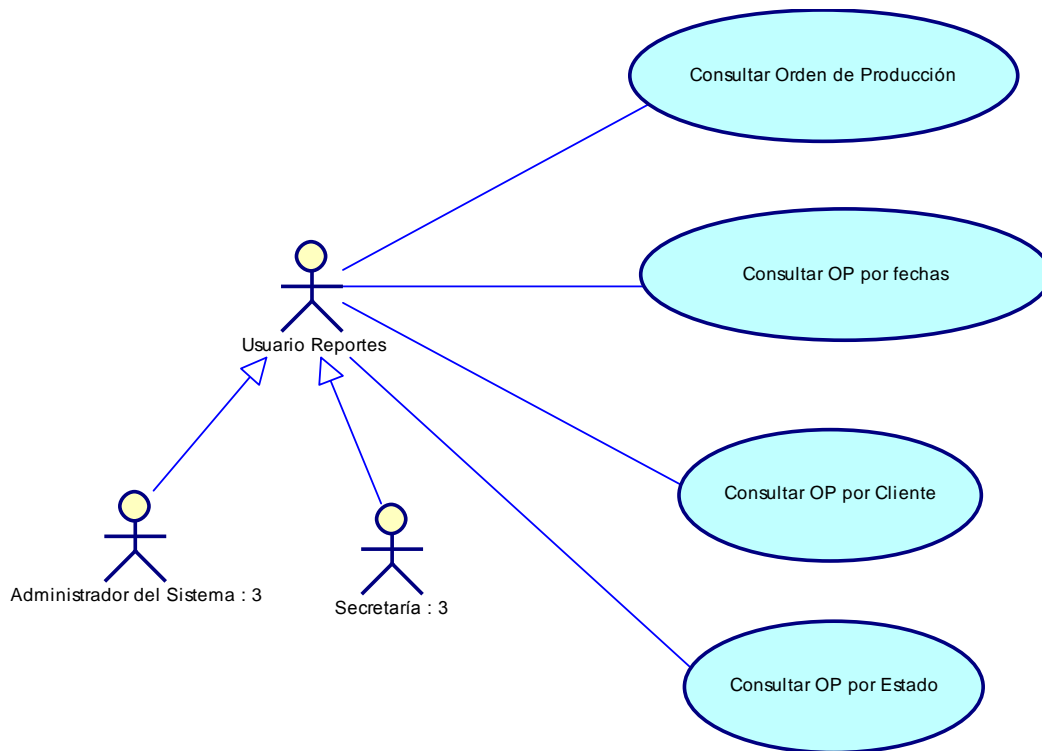 Consultar Orden de Producción
Consultar OP por fechas
Usuario Reportes
Consultar OP por Cliente
Administrador del Sistema : 3
Secretaría : 3
Consultar OP por Estado